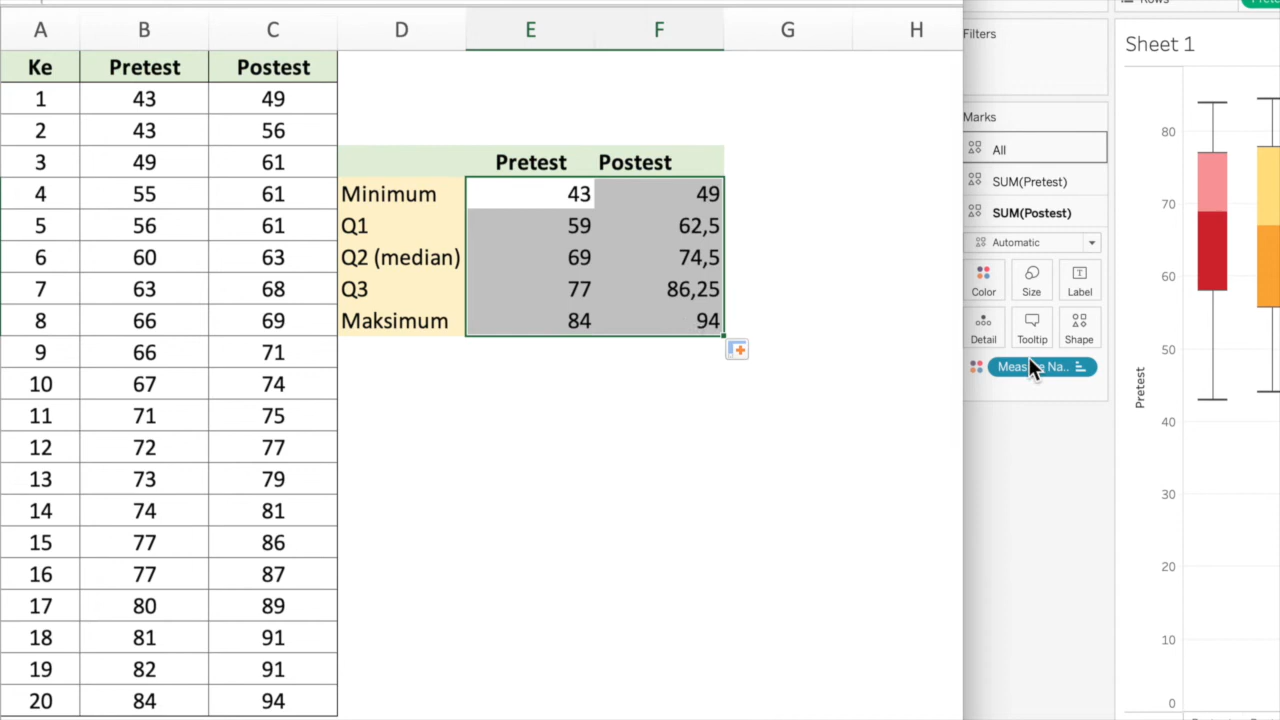 A B C D E F G H
Ke Pretest Postest
1 43 49
2 43 56
3 49 61
4 55 61
5 56 61
6 60 63
7 63 68
8 66 69
9 66 71
10 67 74
11 71 75
12 72 77
13 73 79
14 74 81
15 77 86
16 77 87
17 80 89
18 81 91
19 82 91
20 84 94
Pretest Postest
Minimum 43 49
Q1 59 62,5
Q2 (median) 69 74,5
Q3 77 86,25
Maksimum 84 94
Filters
Marks
All
SUM(Pretest)
SUM(Postest)
Automatic
Color Size Label
Detail Tooltip Shape
Rows
Sheet 1
Pretest
80
70
60
50
40
30
20
10
0